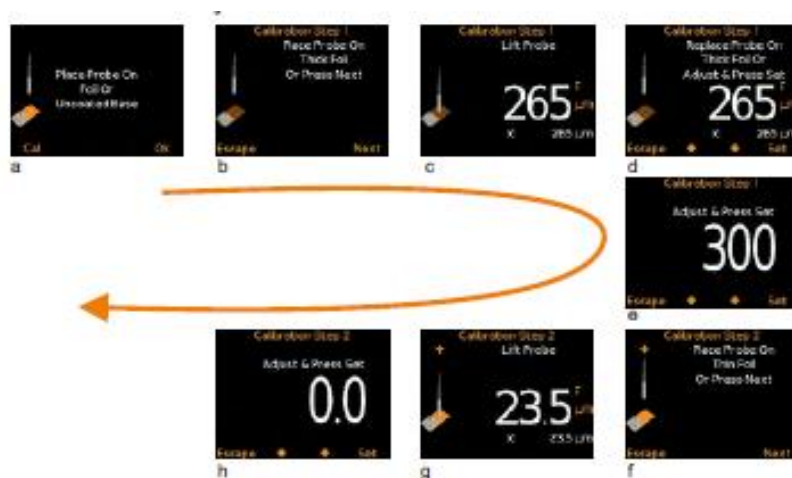 Place Probe On
Foil Or
Uncoated Base
Cal Ok
a
Calibration Step 1
Place Probe On
Thick Foil
Or Press Next
Escape Next
b
Calibration Step 1
Lift Probe
265 F
µm
x̄ 265 µm
c
Calibration Step 1
Replace Probe On
Thick Foil Or
Adjust & Press Set
265 F
µm
x̄ 265 µm
Escape Set
d
Calibration Step 1
Adjust & Press Set
300
Escape Set
e
Calibration Step 2
Adjust & Press Set
0.0
Escape Set
h
Calibration Step 2
Lift Probe
23.5 F
µm
x̄ 23.5 µm
g
Calibration Step 2
Place Probe On
Thin Foil
Or Press Next
Escape Next
f